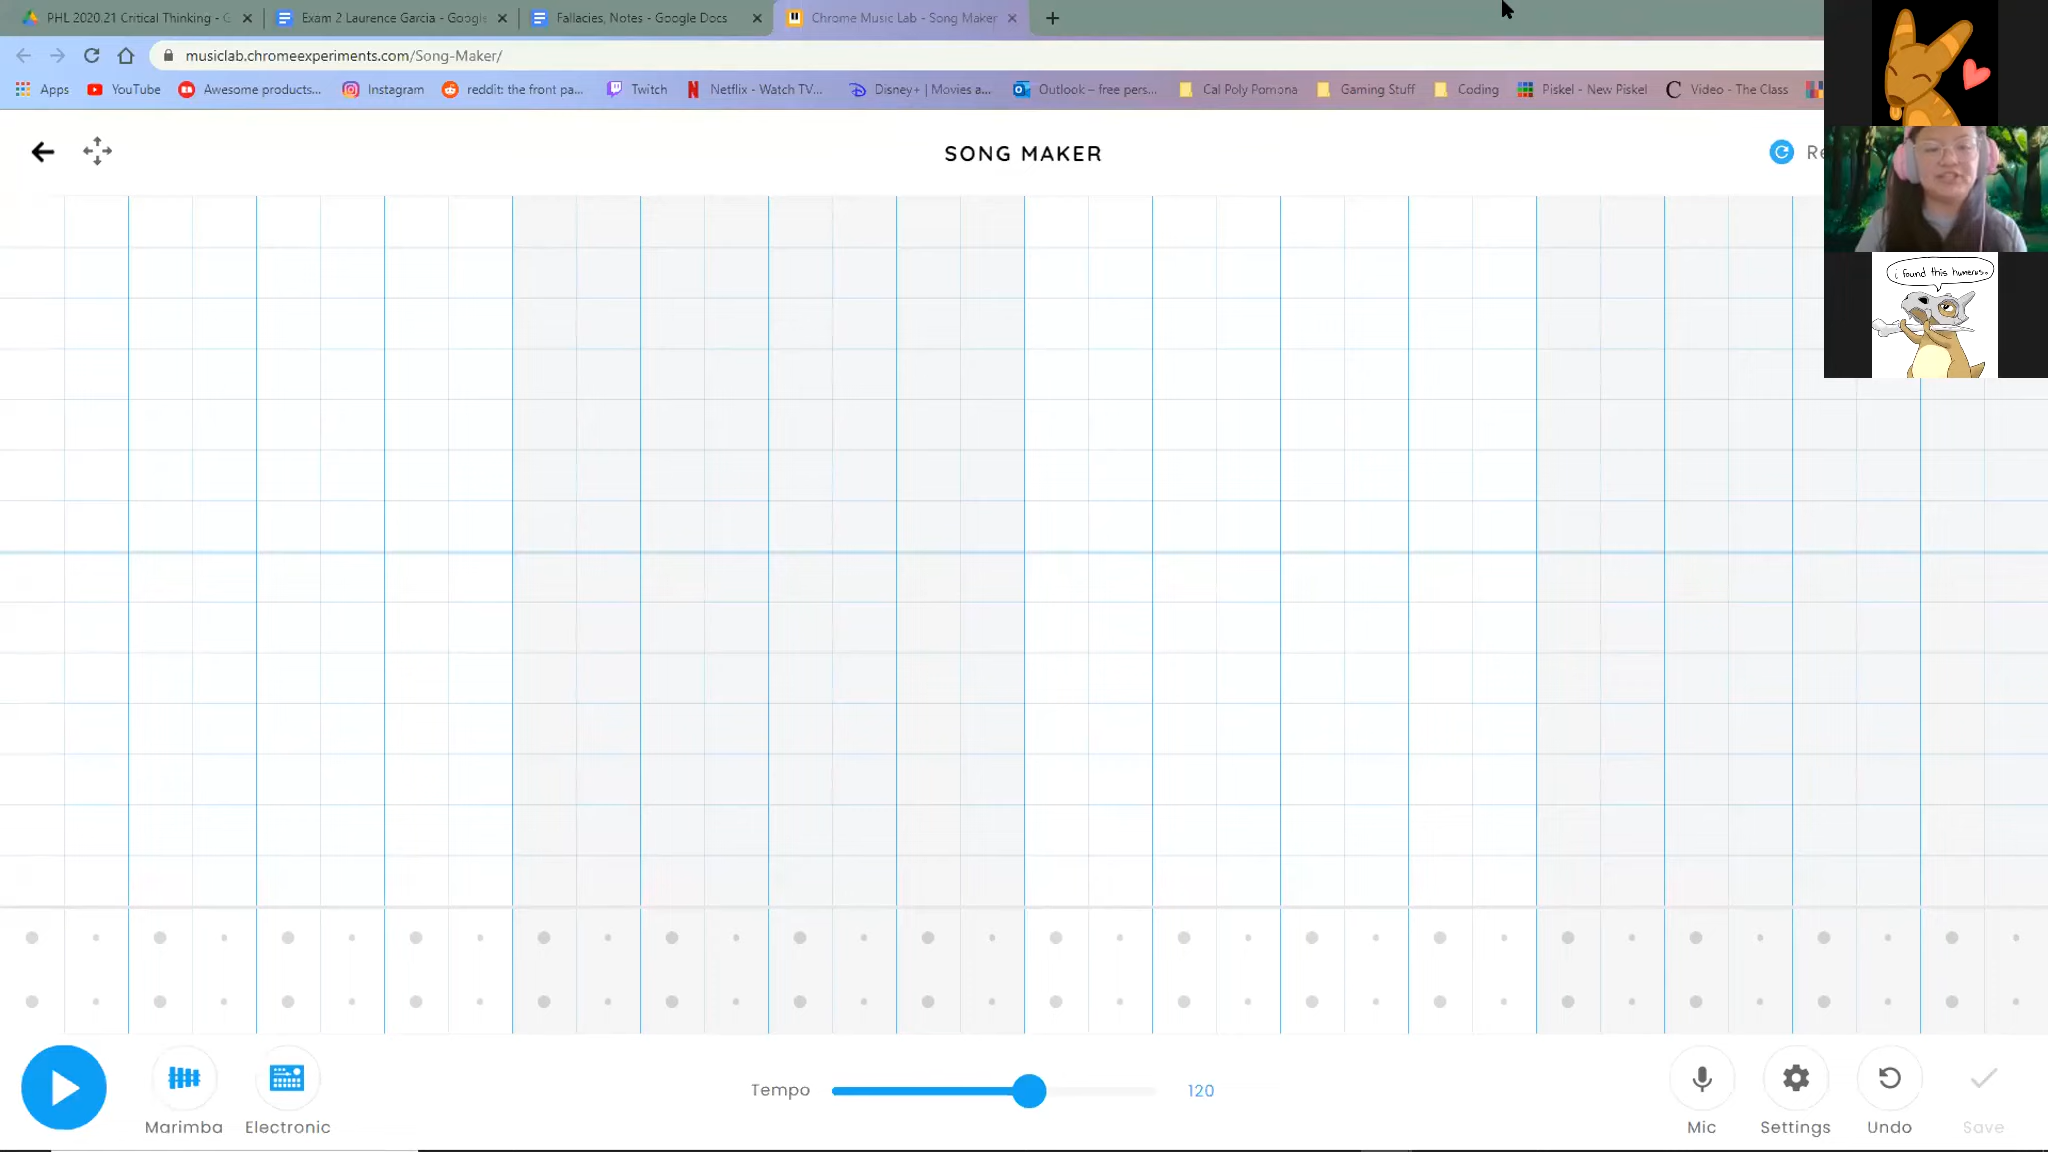 PHL 2020.21 Critical Thinking - G
Exam 2 Laurence Garcia - Google
Fallacies, Notes - Google Docs
Chrome Music Lab - Song Maker
musiclab.chromeexperiments.com/Song-Maker/
Apps
YouTube
Awesome products...
Instagram
reddit: the front pa...
Twitch
Netflix - Watch TV...
Disney+ | Movies a...
Outlook – free pers...
Cal Poly Pomona
Gaming Stuff
Coding
Piskel - New Piskel
Video - The Class
SONG MAKER
Re
i found this humerus.
Tempo
120
Marimba
Electronic
Mic
Settings
Undo
Save